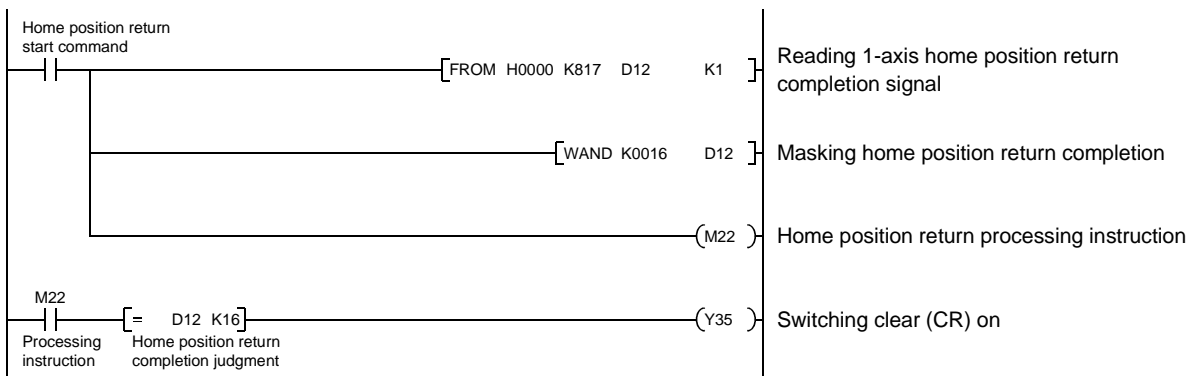 Home position return
start command
FROM H0000 K817 D12 K1
Reading 1-axis home position return
completion signal
WAND K0016 D12
Masking home position return completion
M22
Home position return processing instruction
M22
= D12 K16
Y35
Switching clear (CR) on
Processing
instruction
Home position return
completion judgment